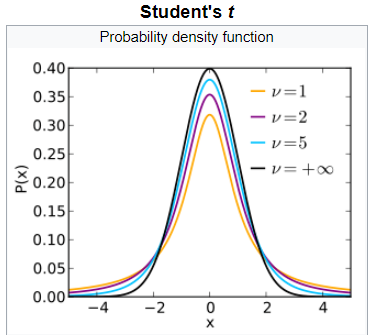 Student's t
Probability density function
0.40
0.35
0.30
0.25
0.20
0.15
0.10
0.05
0.00
P(x)
ν=1
ν=2
ν=5
ν=+∞
−4 −2 0 2 4
x